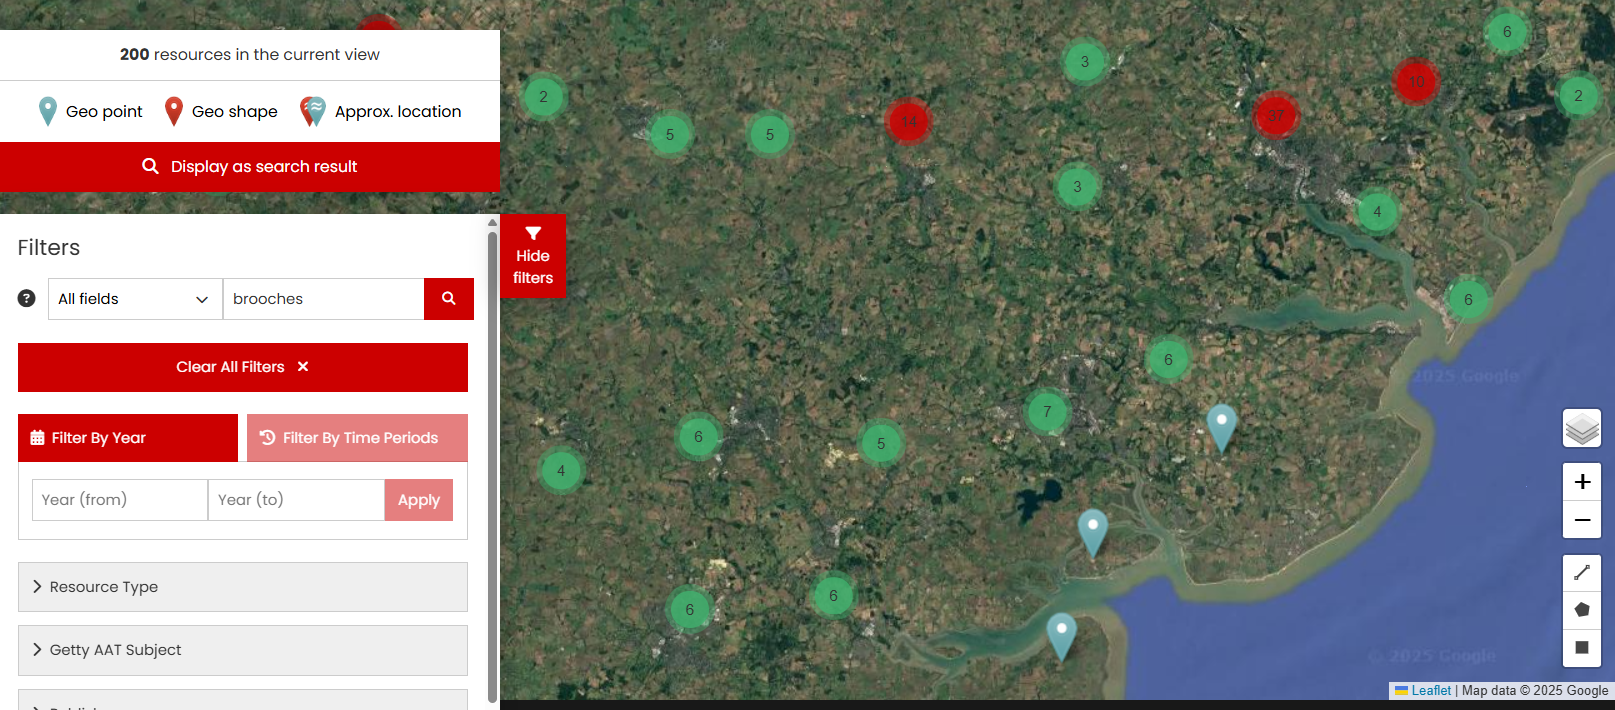 200 resources in the current view
Geo point
Geo shape
Approx. location
Display as search result
Filters
Hide
filters
?
All fields
brooches
Clear All Filters ×
Filter By Year
Filter By Time Periods
Year (from)
Year (to)
Apply
Resource Type
Getty AAT Subject
6
3
2
2
5
5
14
37
3
4
6
6
7
6
5
4
6
6
2025 Google
© 2025 Google
+
−
Leaflet | Map data © 2025 Google